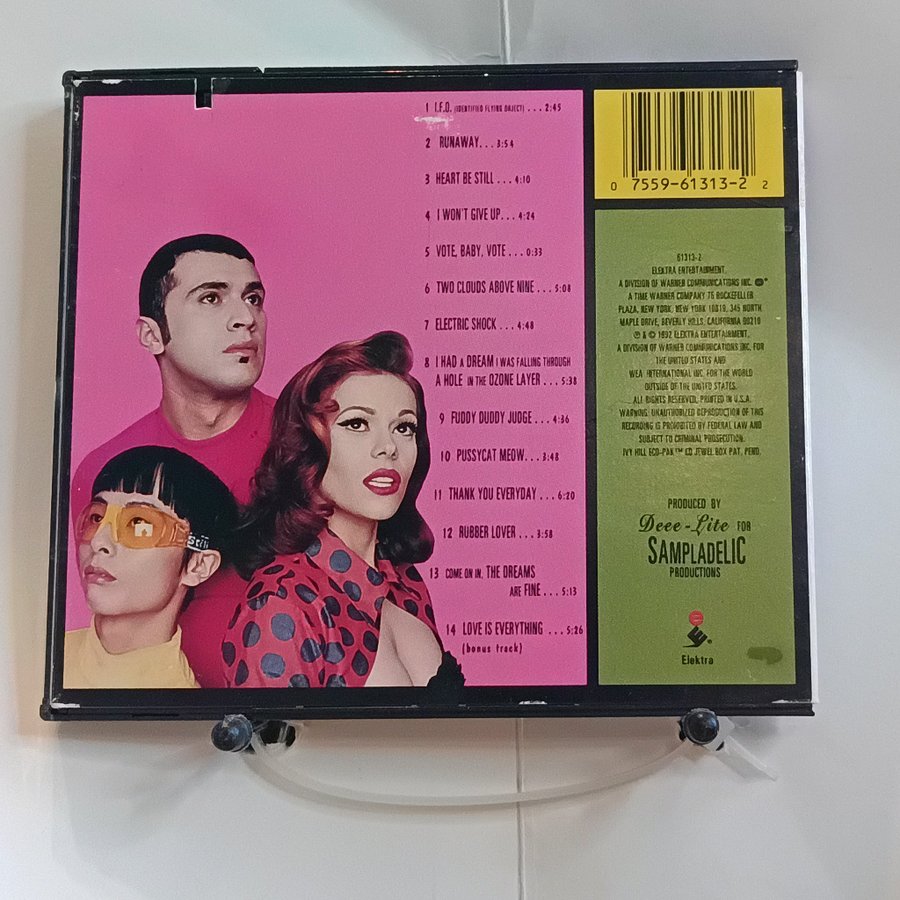 1 I.F.O. (IDENTIFIED FLYING OBJECT) ... 2:45
2 RUNAWAY... 3:54
3 HEART BE STILL ... 4:10
4 I WON'T GIVE UP... 4:24
5 VOTE, BABY, VOTE ... 0:33
6 TWO CLOUDS ABOVE NINE ... 5:08
7 ELECTRIC SHOCK ... 4:48
8 I HAD A DREAM I WAS FALLING THROUGH
A HOLE IN THE OZONE LAYER ... 5:38
9 FUDDY DUDDY JUDGE ... 4:36
10 PUSSYCAT MEOW... 3:48
11 THANK YOU EVERYDAY ... 6:20
12 RUBBER LOVER ... 3:58
13 COME ON IN, THE DREAMS
ARE FINE ... 5:13
14 LOVE IS EVERYTHING ... 5:26
(bonus track)
0 7559-61313-2 2
61313-2
ELEKTRA ENTERTAINMENT,
A DIVISION OF WARNER COMMUNICATIONS INC.
A TIME WARNER COMPANY 75 ROCKEFELLER
PLAZA, NEW YORK, NEW YORK 10019, 345 NORTH
MAPLE DRIVE, BEVERLY HILLS, CALIFORNIA 90210
℗ & © 1992 ELEKTRA ENTERTAINMENT,
A DIVISION OF WARNER COMMUNICATIONS INC. FOR
THE UNITED STATES AND
WEA INTERNATIONAL INC. FOR THE WORLD
OUTSIDE OF THE UNITED STATES.
ALL RIGHTS RESERVED. PRINTED IN U.S.A.
WARNING: UNAUTHORIZED REPRODUCTION OF THIS
RECORDING IS PROHIBITED BY FEDERAL LAW AND
SUBJECT TO CRIMINAL PROSECUTION.
IVY HILL ECO-PAK™ CD JEWEL BOX PAT. PEND.
PRODUCED BY
Deee-Lite FOR
SAMPLADELIC
PRODUCTIONS
Elektra